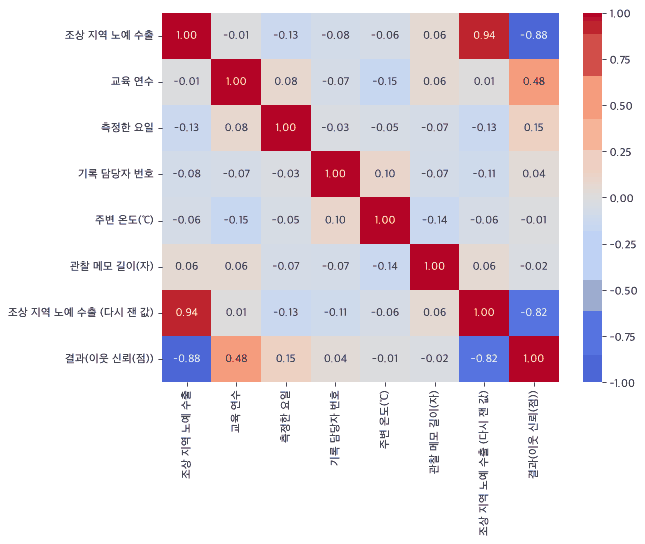 조상 지역 노예 수출 1.00 -0.01 -0.13 -0.08 -0.06 0.06 0.94 -0.88
교육 연수 -0.01 1.00 0.08 -0.07 -0.15 0.06 0.01 0.48
측정한 요일 -0.13 0.08 1.00 -0.03 -0.05 -0.07 -0.13 0.15
기록 담당자 번호 -0.08 -0.07 -0.03 1.00 0.10 -0.07 -0.11 0.04
주변 온도(℃) -0.06 -0.15 -0.05 0.10 1.00 -0.14 -0.06 -0.01
관찰 메모 길이(자) 0.06 0.06 -0.07 -0.07 -0.14 1.00 0.06 -0.02
조상 지역 노예 수출 (다시 잰 값) 0.94 0.01 -0.13 -0.11 -0.06 0.06 1.00 -0.82
결과(이웃 신뢰(점)) -0.88 0.48 0.15 0.04 -0.01 -0.02 -0.82 1.00
조상 지역 노예 수출
교육 연수
측정한 요일
기록 담당자 번호
주변 온도(℃)
관찰 메모 길이(자)
조상 지역 노예 수출 (다시 잰 값)
결과(이웃 신뢰(점))
1.00
0.75
0.50
0.25
0.00
-0.25
-0.50
-0.75
-1.00